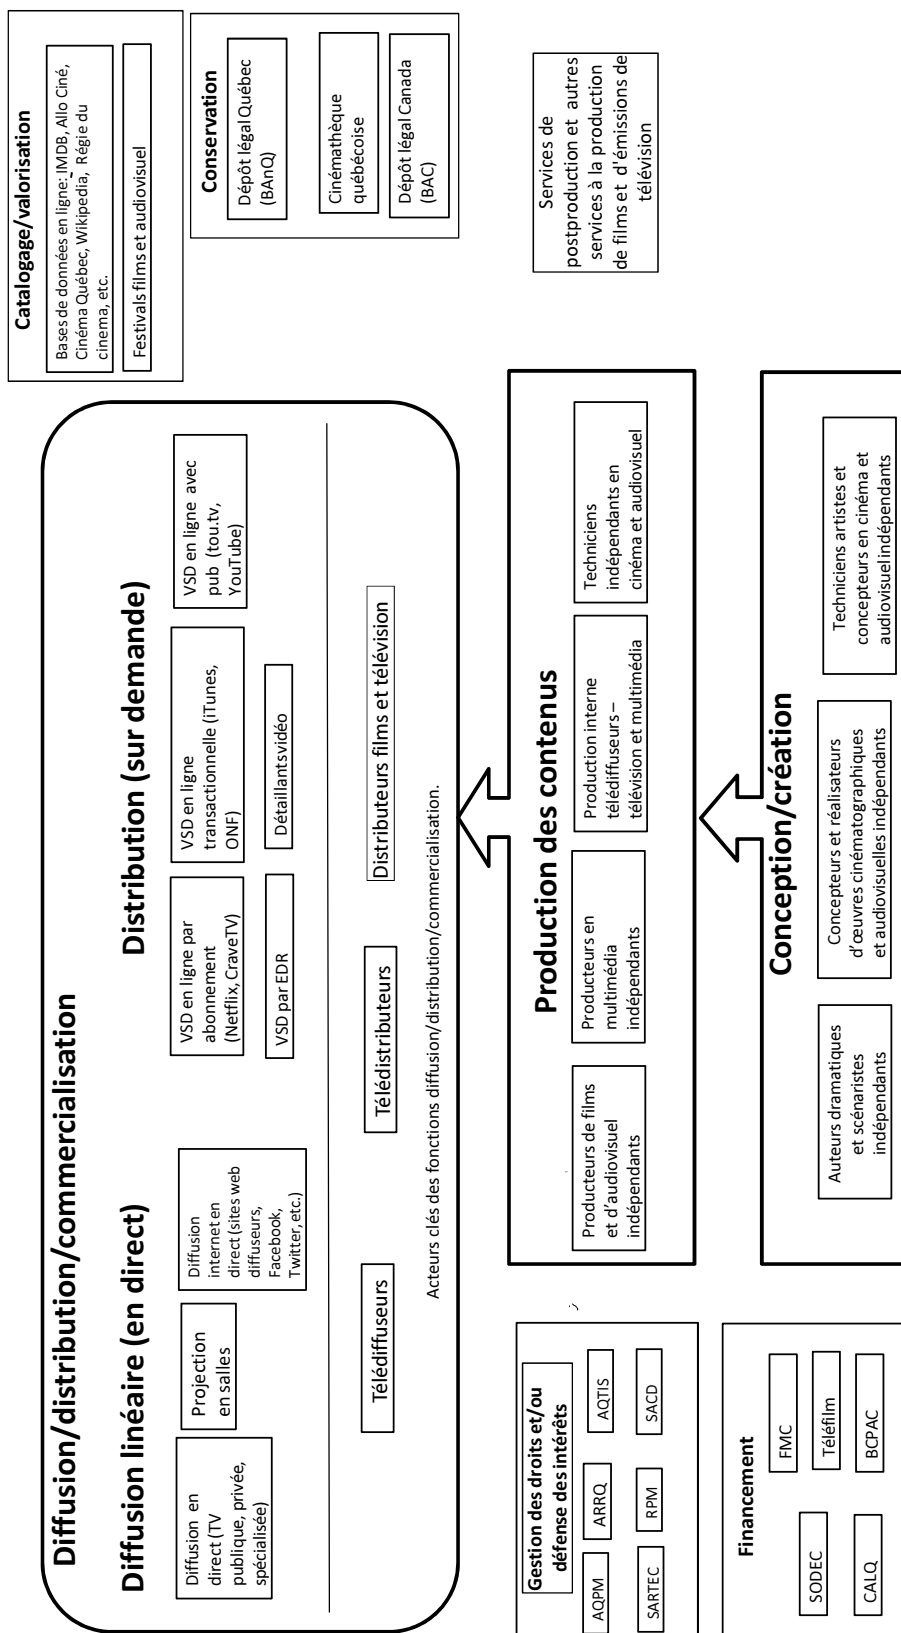 Diffusion/distribution/commercialisation
Diffusion linéaire (en direct)
Diffusion en
direct (TV
publique, privée,
spécialisée)
Projection
en salles
Diffusion
internet en
direct (sites web
diffuseurs,
Facebook,
Twitter, etc.)
Distribution (sur demande)
VSD en ligne par
abonnement
(Netflix, CraveTV)
VSD en ligne
transactionnelle (iTunes,
ONF)
VSD en ligne avec
pub (tou.tv,
YouTube)
VSD par EDR
Détaillants vidéo
Télédiffuseurs
Télédistributeurs
Distributeurs films et télévision
Acteurs clés des fonctions diffusion/distribution/commercialisation.
Catalogage/valorisation
Bases de données en ligne: IMDB, Allo Ciné,
Cinéma Québec, Wikipedia, Régie du
cinema, etc.
Festivals films et audiovisuel
Conservation
Dépôt légal Québec
(BAnQ)
Cinémathèque
québécoise
Dépôt légal Canada
(BAC)
Gestion des droits et/ou
défense des intérêts
AQPM
ARRQ
AQTIS
SARTEC
RPM
SACD
Production des contenus
Producteurs de films
et d'audiovisuel
indépendants
Producteurs en
multimédia
indépendants
Production interne
télédiffuseurs –
télévision et multimédia
Techniciens
indépendants en
cinéma et audiovisuel
Services de
postproduction et autres
services à la production
de films et d'émissions de
télévision
Financement
SODEC
FMC
Téléfilm
CALQ
BCPAC
Conception/création
Auteurs dramatiques
et scénaristes
indépendants
Concepteurs et réalisateurs
d'œuvres cinématographiques
et audiovisuelles indépendants
Techniciens artistes et
concepteurs en cinéma et
audiovisuel indépendants